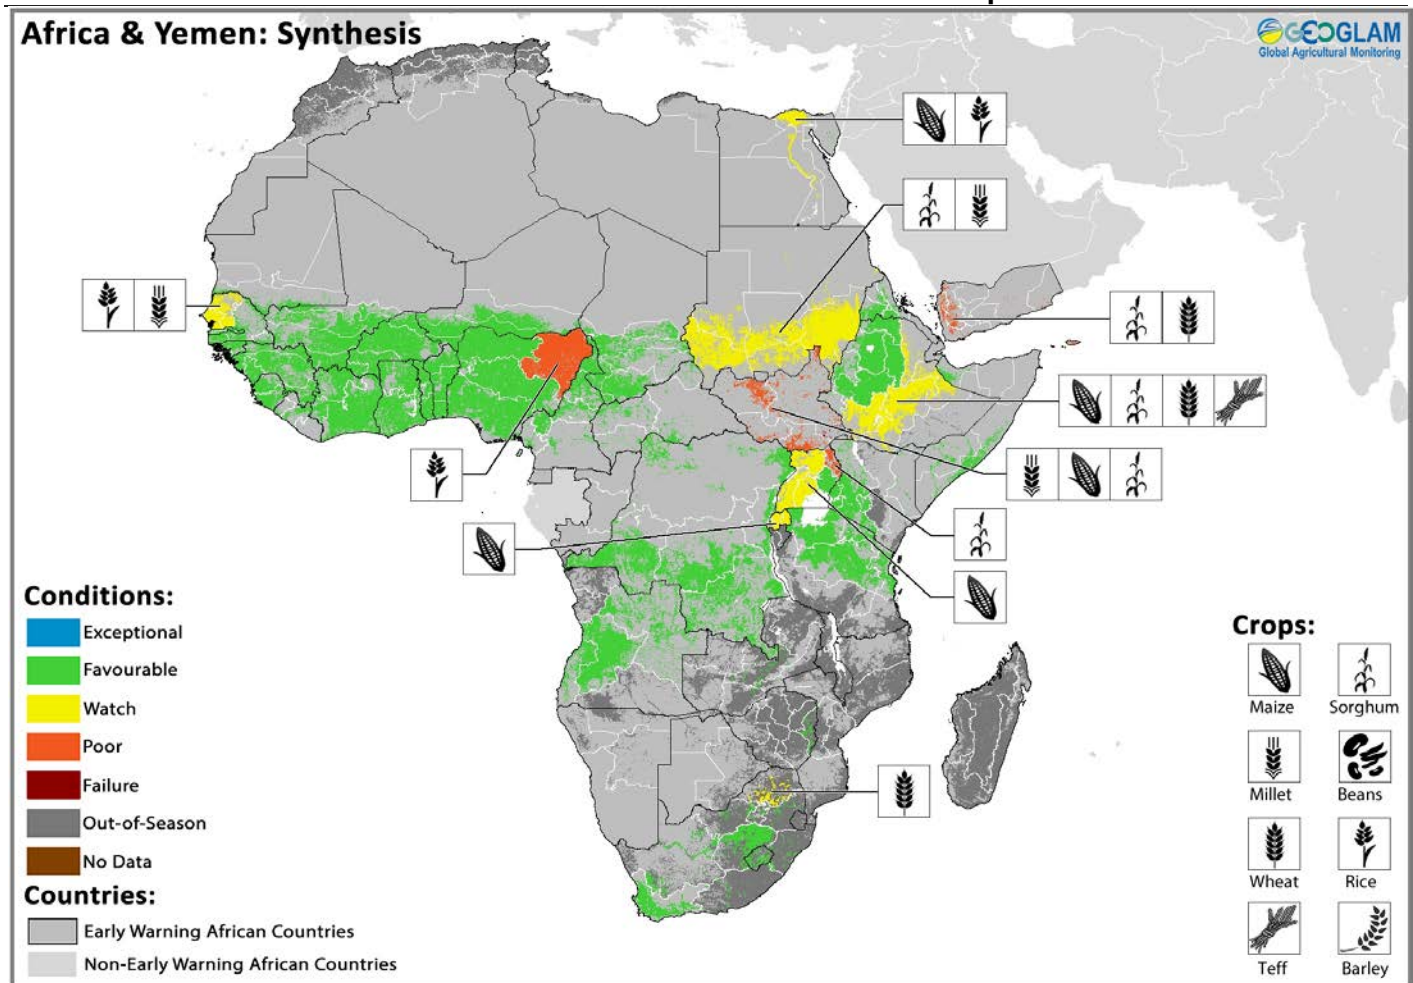 Africa & Yemen: Synthesis
GEOGLAM
Global Agricultural Monitoring
Conditions:
Exceptional
Favourable
Watch
Poor
Failure
Out-of-Season
No Data
Countries:
Early Warning African Countries
Non-Early Warning African Countries
Crops:
Maize
Sorghum
Millet
Beans
Wheat
Rice
Teff
Barley